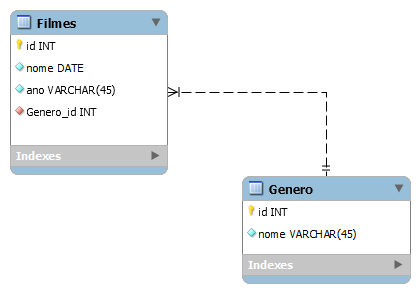 Filmes
id INT
nome DATE
ano VARCHAR(45)
Genero_id INT
Indexes
Genero
id INT
nome VARCHAR(45)
Indexes